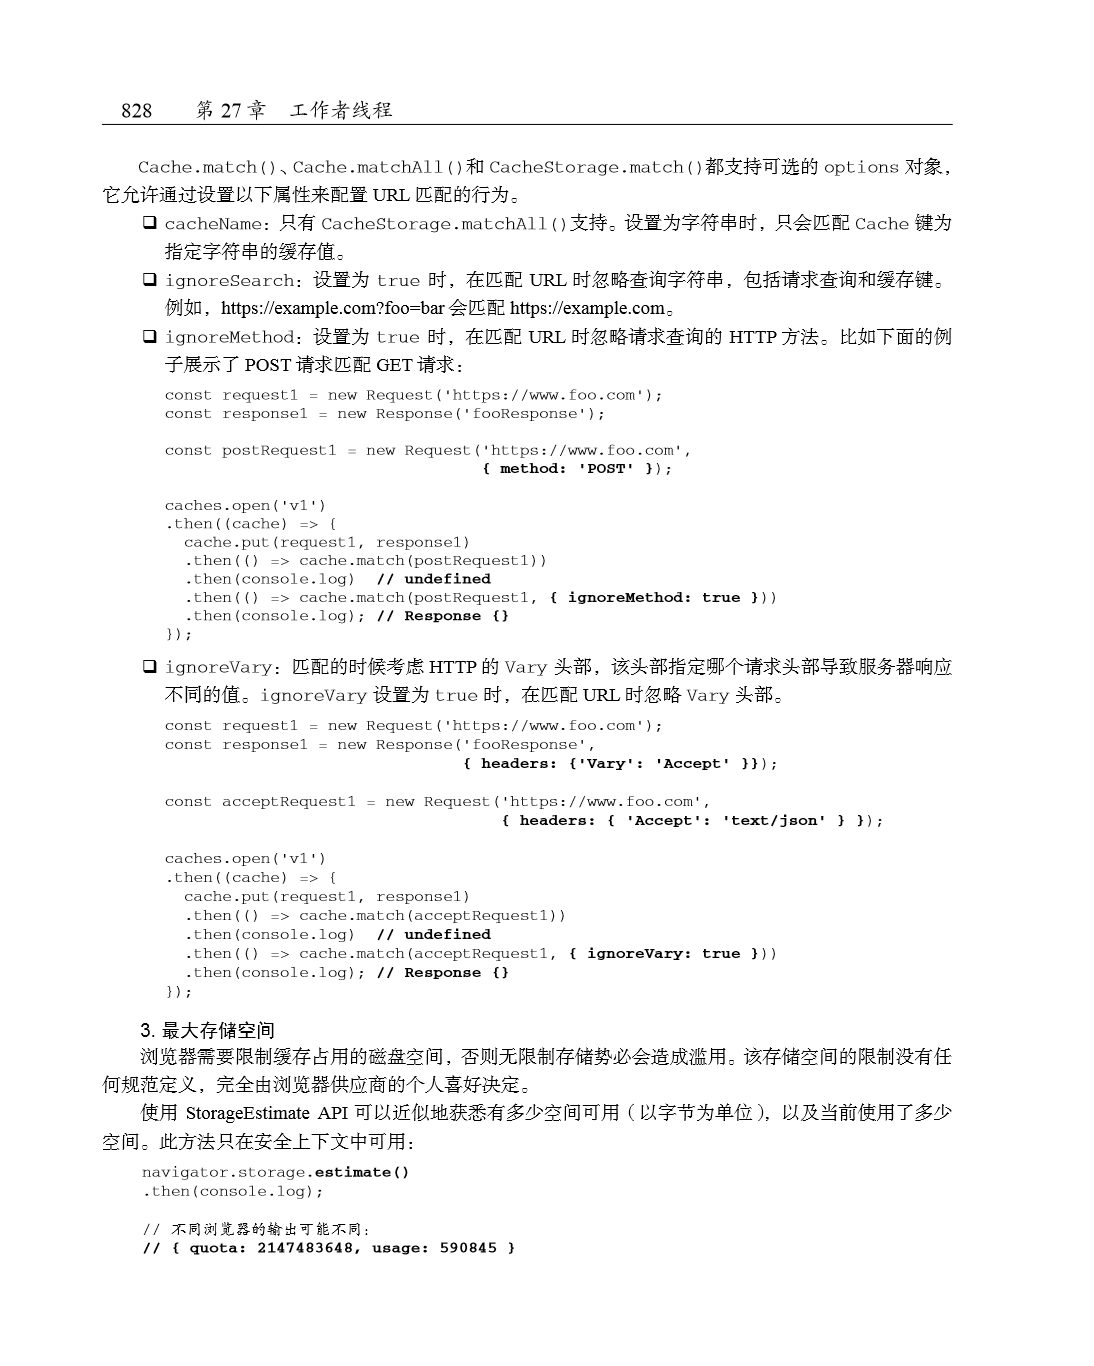 828 第 27 章 工作者线程
Cache.match()、Cache.matchAll()和 CacheStorage.match()都支持可选的 options 对象，
它允许通过设置以下属性来配置 URL 匹配的行为。
❑ cacheName：只有 CacheStorage.matchAll()支持。设置为字符串时，只会匹配 Cache 键为
指定字符串的缓存值。
❑ ignoreSearch：设置为 true 时，在匹配 URL 时忽略查询字符串，包括请求查询和缓存键。
例如，https://example.com?foo=bar 会匹配 https://example.com。
❑ ignoreMethod：设置为 true 时，在匹配 URL 时忽略请求查询的 HTTP 方法。比如下面的例
子展示了 POST 请求匹配 GET 请求：
const request1 = new Request('https://www.foo.com');
const response1 = new Response('fooResponse');
const postRequest1 = new Request('https://www.foo.com',
{ method: 'POST' });
caches.open('v1')
.then((cache) => {
cache.put(request1, response1)
.then(() => cache.match(postRequest1))
.then(console.log) // undefined
.then(() => cache.match(postRequest1, { ignoreMethod: true }))
.then(console.log); // Response {}
});
❑ ignoreVary：匹配的时候考虑 HTTP 的 Vary 头部，该头部指定哪个请求头部导致服务器响应
不同的值。ignoreVary 设置为 true 时，在匹配 URL 时忽略 Vary 头部。
const request1 = new Request('https://www.foo.com');
const response1 = new Response('fooResponse',
{ headers: {'Vary': 'Accept' }});
const acceptRequest1 = new Request('https://www.foo.com',
{ headers: { 'Accept': 'text/json' } });
caches.open('v1')
.then((cache) => {
cache.put(request1, response1)
.then(() => cache.match(acceptRequest1))
.then(console.log) // undefined
.then(() => cache.match(acceptRequest1, { ignoreVary: true }))
.then(console.log); // Response {}
});
3. 最大存储空间
浏览器需要限制缓存占用的磁盘空间，否则无限制存储势必会造成滥用。该存储空间的限制没有任
何规范定义，完全由浏览器供应商的个人喜好决定。
使用 StorageEstimate API 可以近似地获悉有多少空间可用（以字节为单位），以及当前使用了多少
空间。此方法只在安全上下文中可用：
navigator.storage.estimate()
.then(console.log);
// 不同浏览器的输出可能不同：
// { quota: 2147483648, usage: 590845 }